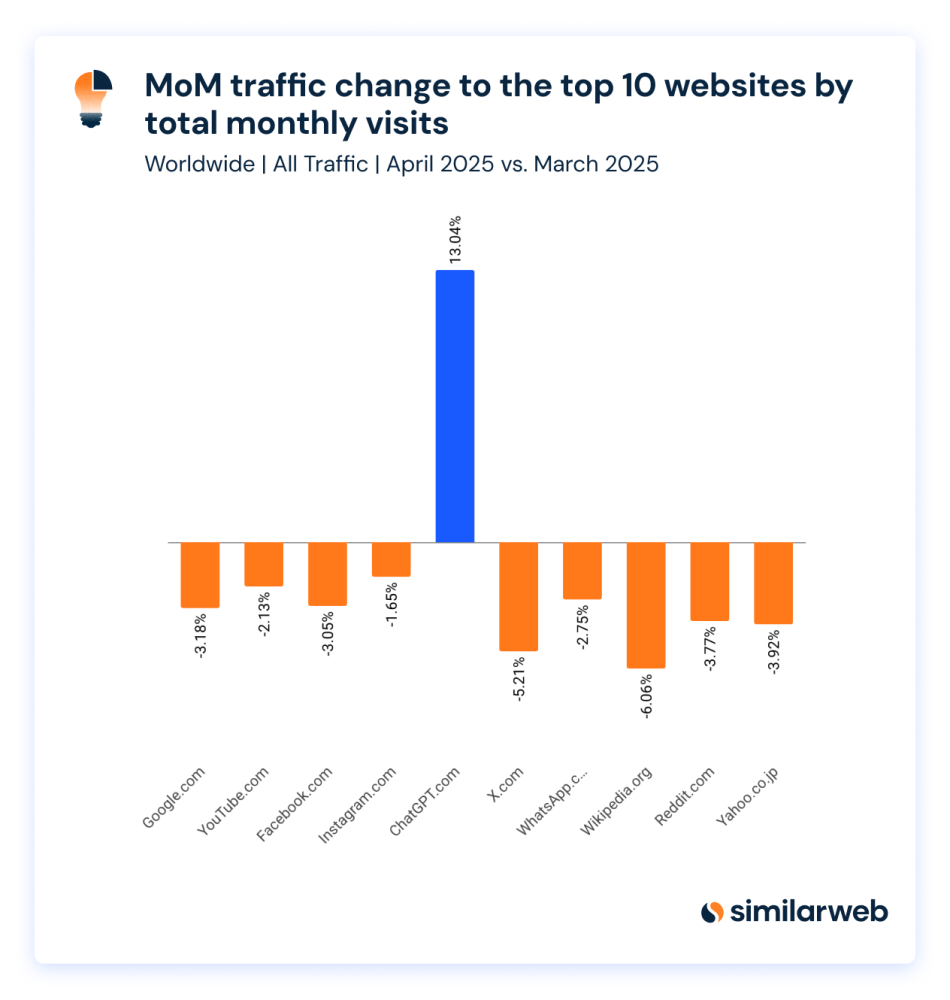 MoM traffic change to the top 10 websites by
total monthly visits
Worldwide | All Traffic | April 2025 vs. March 2025
13.04%
-3.18%
-2.13%
-3.05%
-1.65%
-5.21%
-2.75%
-6.06%
-3.77%
-3.92%
Google.com
YouTube.com
Facebook.com
Instagram.com
ChatGPT.com
X.com
WhatsApp.c...
Wikipedia.org
Reddit.com
Yahoo.co.jp
similarweb